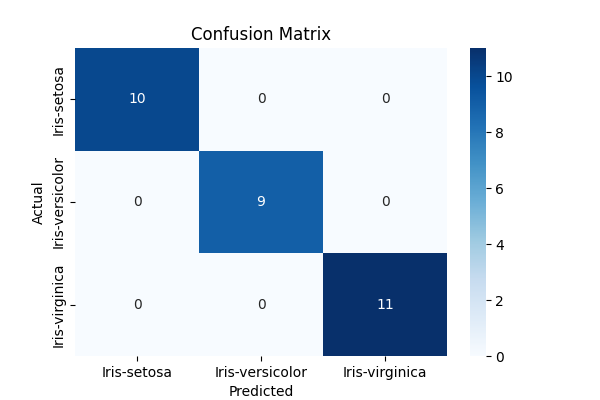 Confusion Matrix
Iris-setosa
10 0 0
10
8
Actual
Iris-versicolor
0 9 0
6
4
Iris-virginica
0 0 11
2
0
Iris-setosa Iris-versicolor Iris-virginica
Predicted